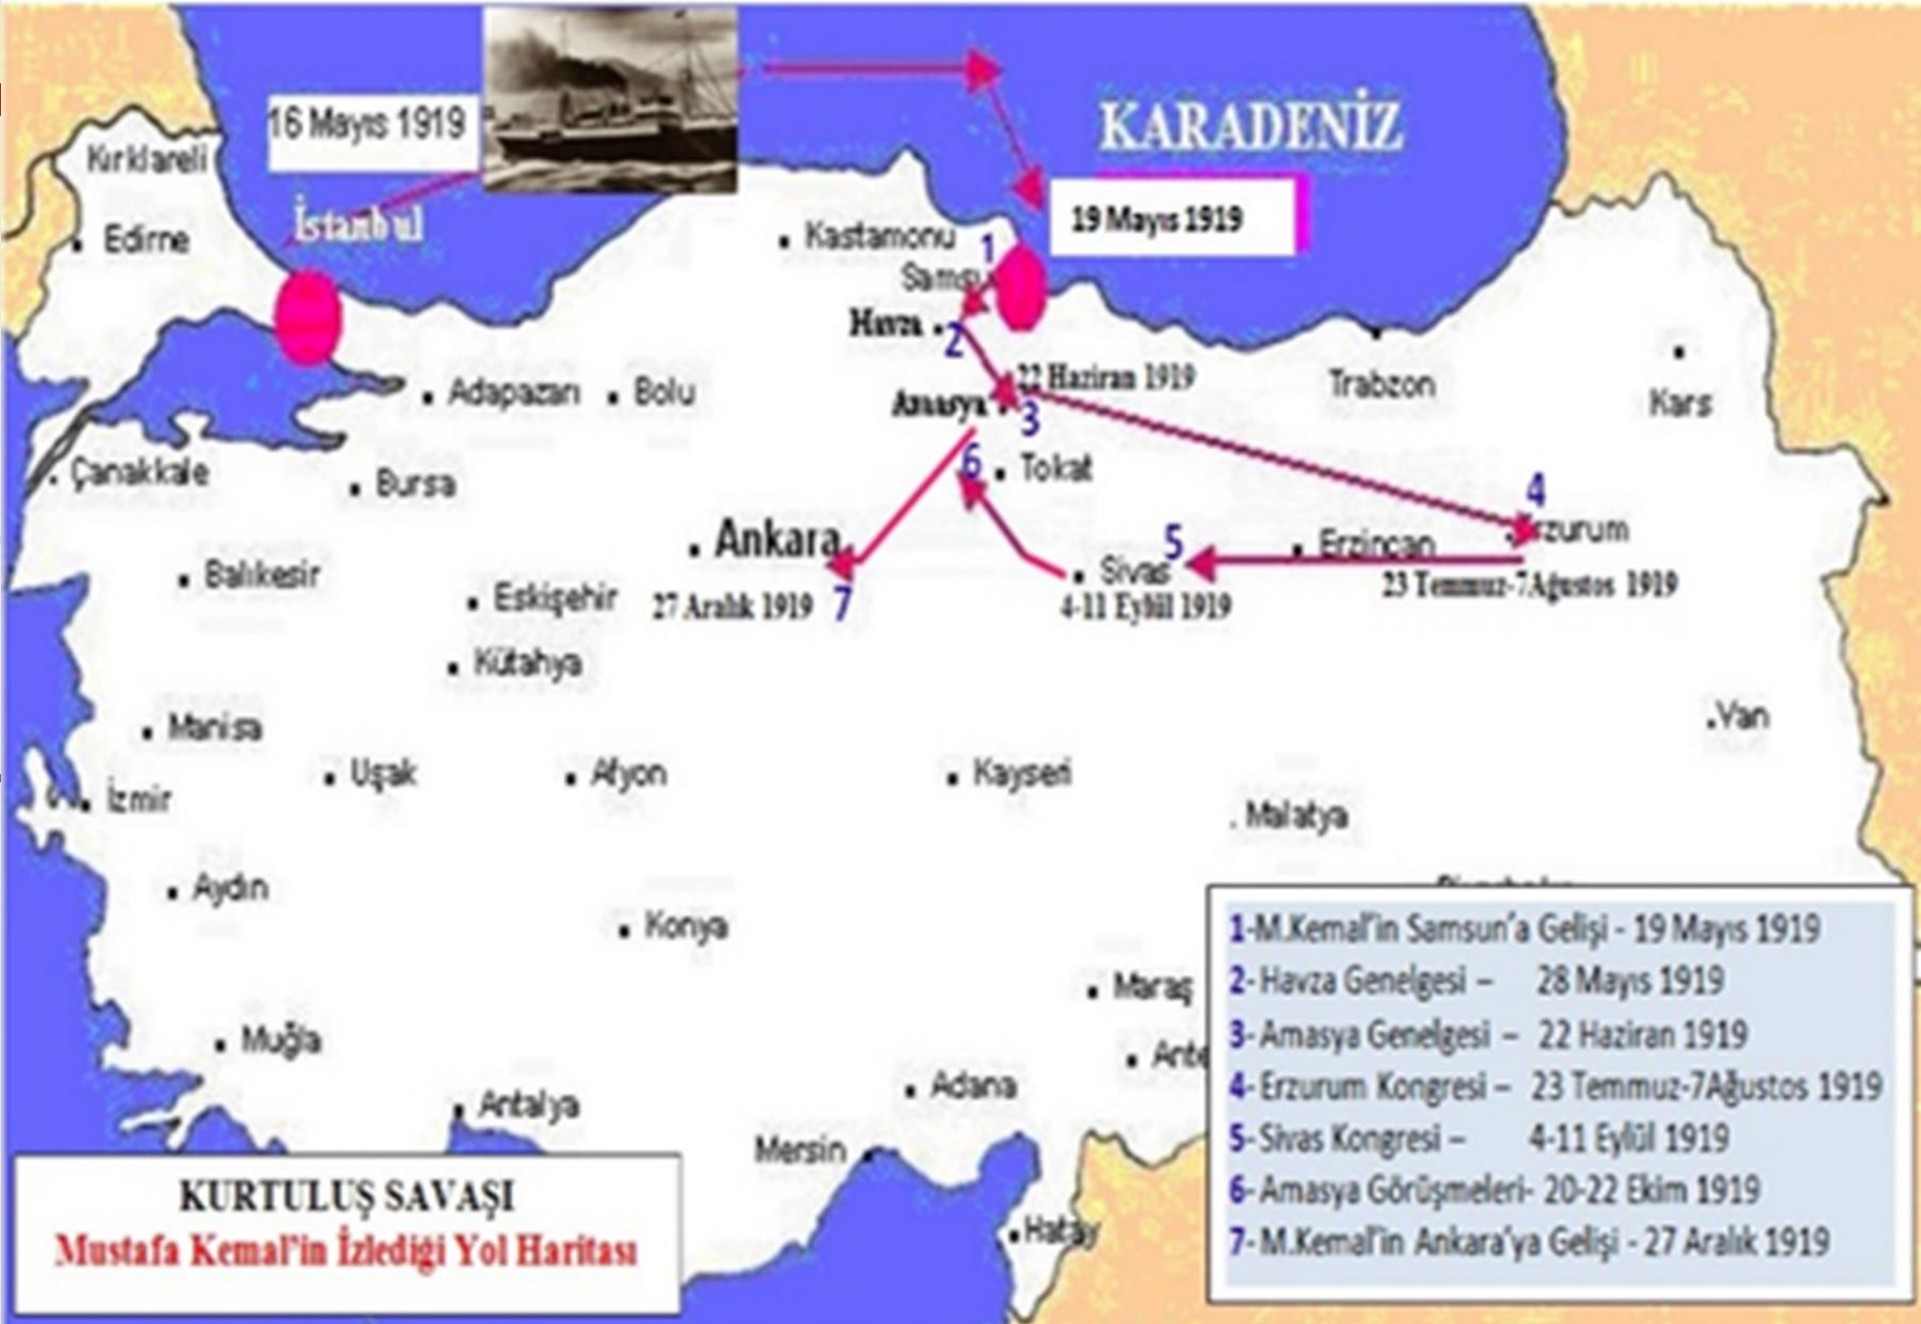 16 Mayıs 1919
KARADENİZ
Kırklareli
İstanbul
19 Mayıs 1919
Edirne
Kastamonu
1
Havza
2
22 Haziran 1919
Trabzon
Adapazarı
Bolu
Amasya
3
Kars
Çanakkale
Bursa
6
Tokat
4
Ankara
5
Erzincan
Balıkesir
Eskişehir
Sivas
23 Temmuz-7Ağustos 1919
27 Aralık 1919
7
4-11 Eylül 1919
Kütahya
Manisa
Van
Uşak
Afyon
Kayseri
İzmir
Malatya
Aydın
Konya
Maraş
Muğla
Adana
Antalya
Mersin
Hatay
1-M.Kemal'in Samsun'a Gelişi - 19 Mayıs 1919
2- Havza Genelgesi – 28 Mayıs 1919
3- Amasya Genelgesi – 22 Haziran 1919
4- Erzurum Kongresi – 23 Temmuz-7Ağustos 1919
5- Sivas Kongresi – 4-11 Eylül 1919
6- Amasya Görüşmeleri- 20-22 Ekim 1919
7- M.Kemal'in Ankara'ya Gelişi - 27 Aralık 1919
KURTULUŞ SAVAŞI
Mustafa Kemal'in İzlediği Yol Haritası